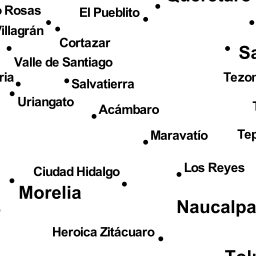 Querétaro
o Rosas
El Pueblito
Villagrán
Cortazar
Sa
Valle de Santiago
ria
Salvatierra
Tezon
Uriangato
Acámbaro
Maravatío
Tep
Ciudad Hidalgo
Los Reyes
Morelia
Naucalpa
Heroica Zitácuaro